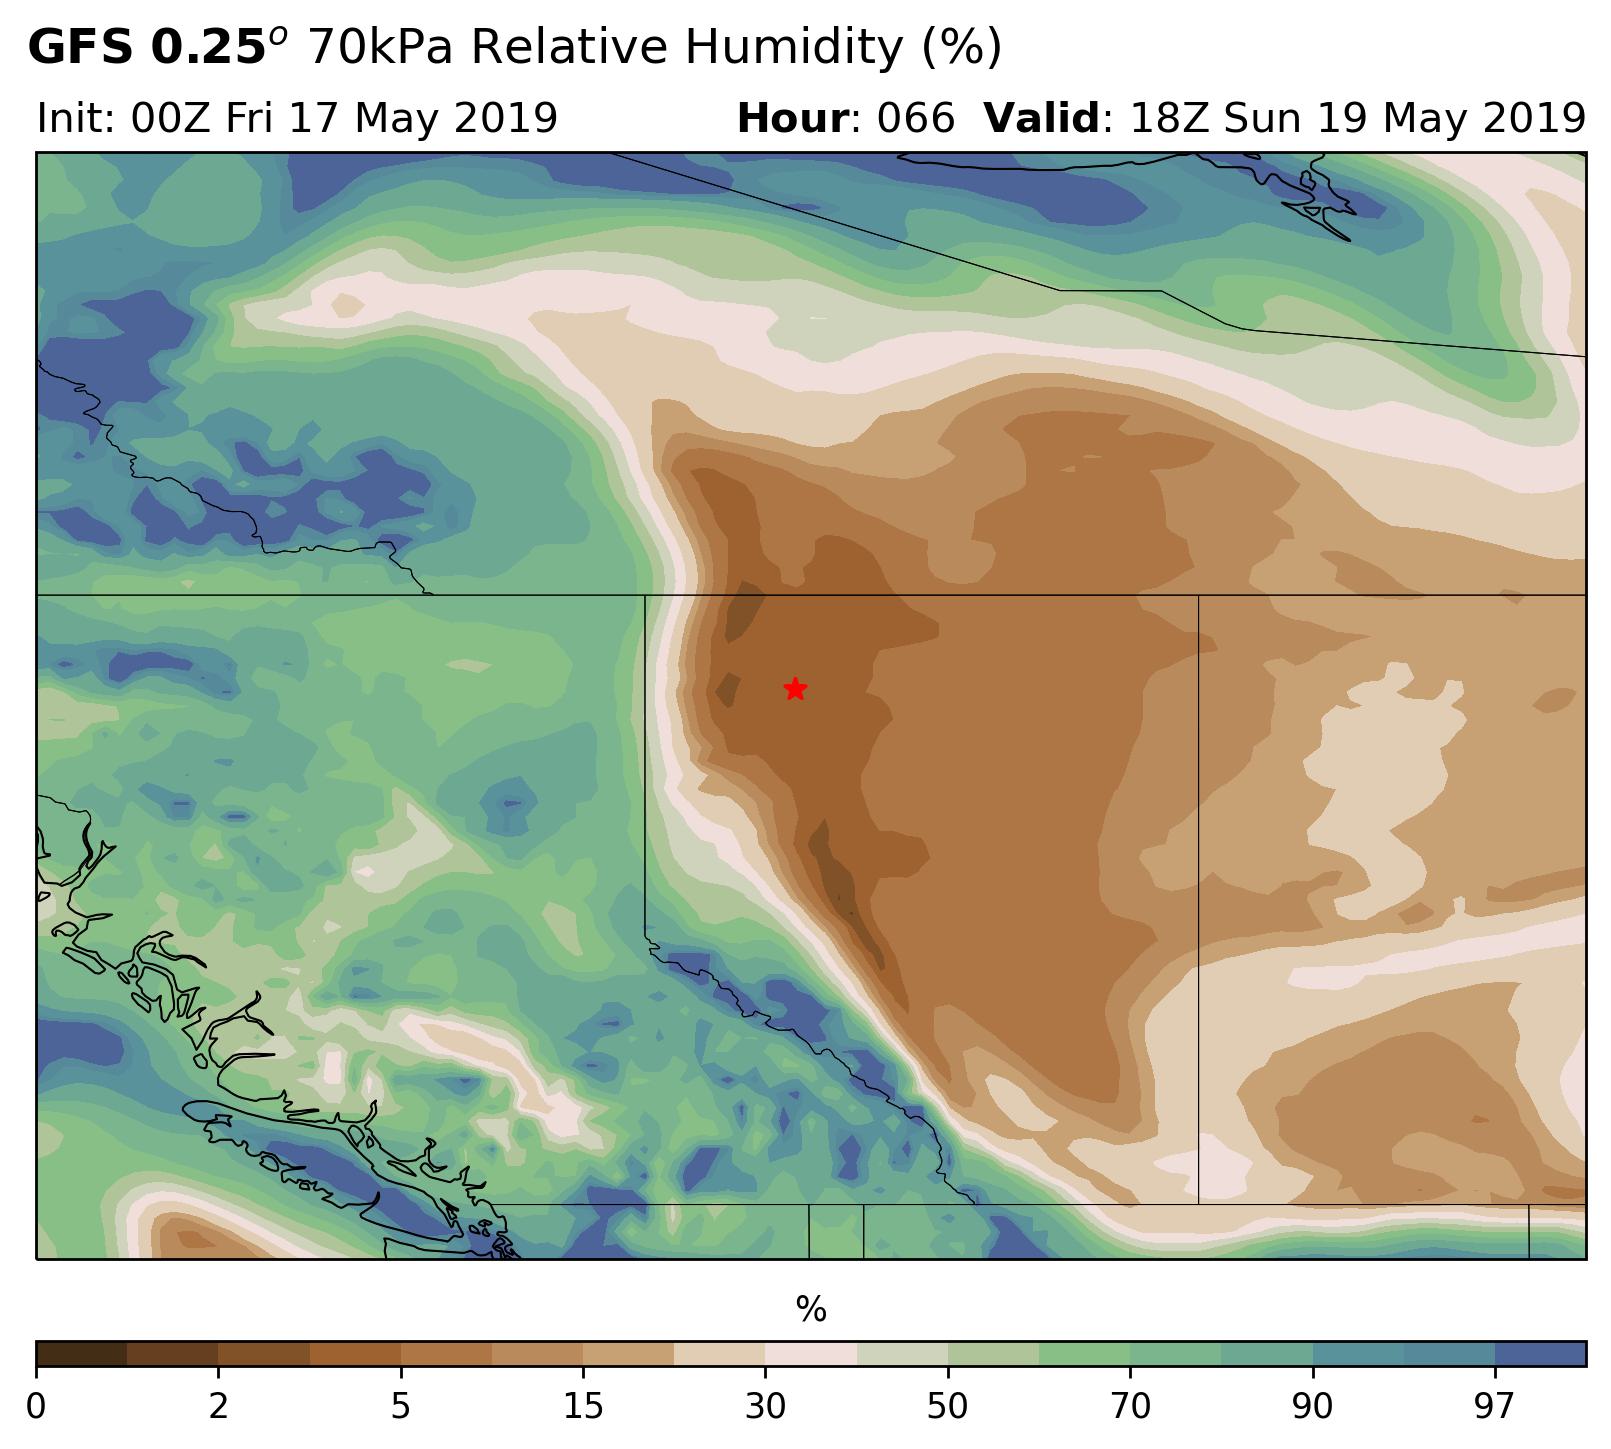 GFS 0.25° 70kPa Relative Humidity (%)
Init: 00Z Fri 17 May 2019 Hour: 066 Valid: 18Z Sun 19 May 2019
%
0 2 5 15 30 50 70 90 97